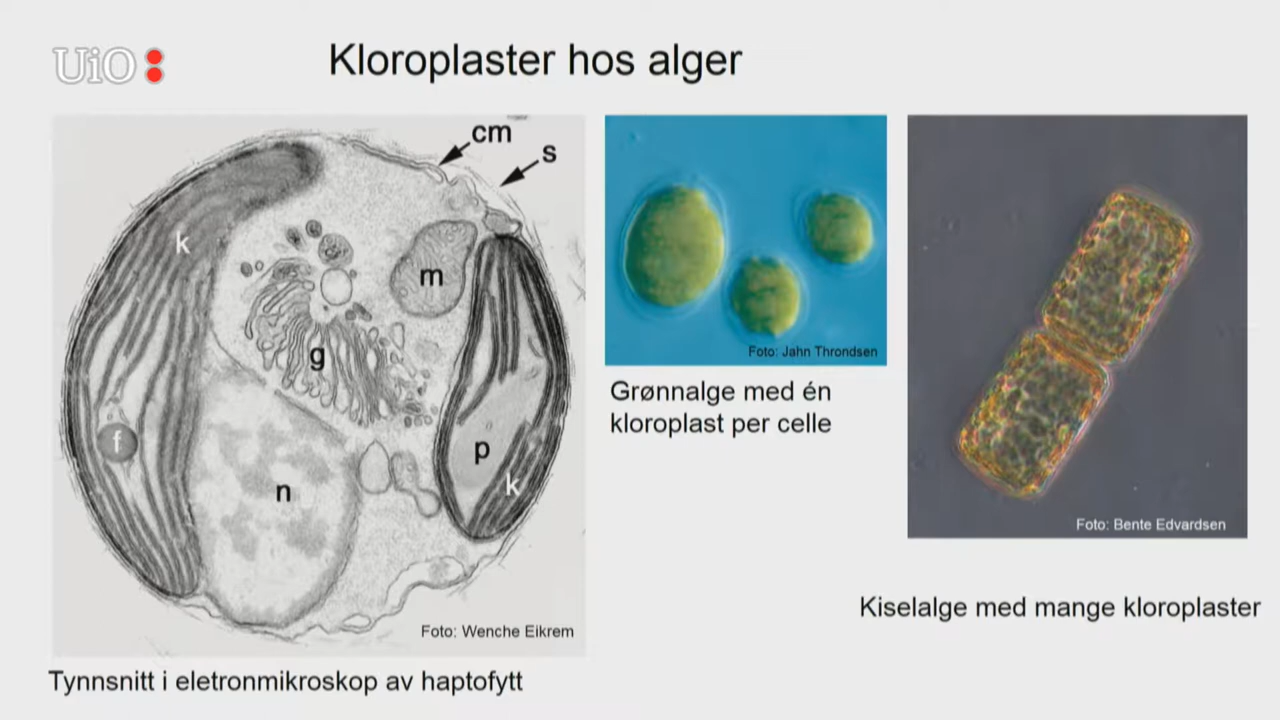 UiO
Kloroplaster hos alger
cm
s
k
m
g
f
p
k
n
Foto: Wenche Eikrem
Tynnsnitt i eletronmikroskop av haptofytt
Foto: Jahn Throndsen
Grønnalge med én
kloroplast per celle
Foto: Bente Edvardsen
Kiselalge med mange kloroplaster